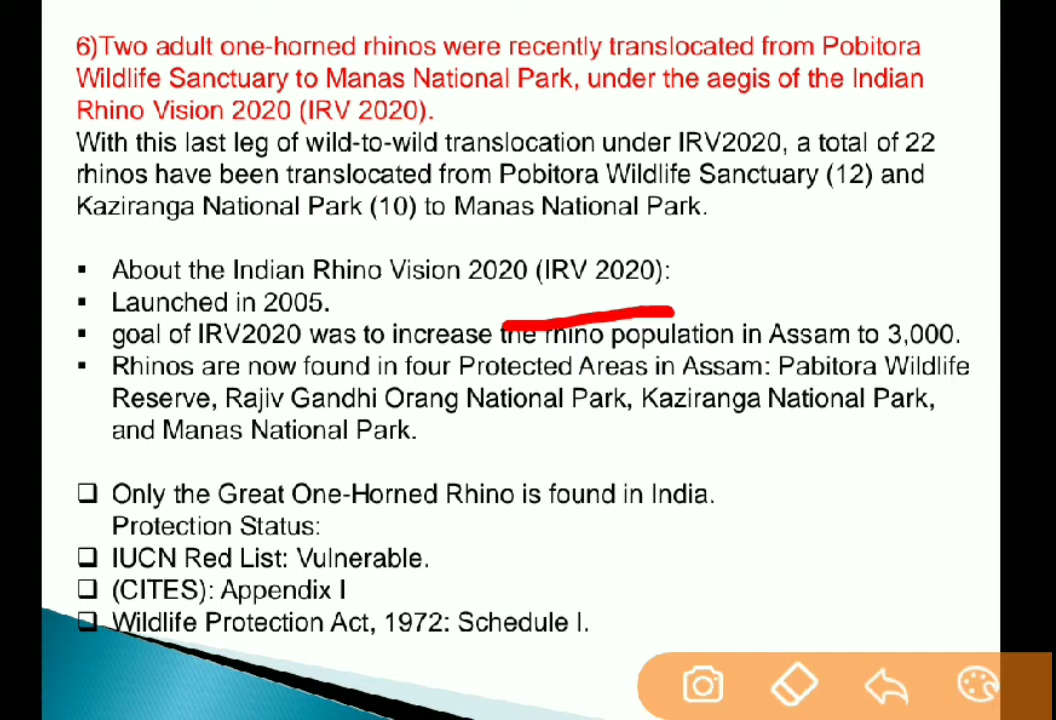 6)Two adult one-horned rhinos were recently translocated from Pobitora
Wildlife Sanctuary to Manas National Park, under the aegis of the Indian
Rhino Vision 2020 (IRV 2020).
With this last leg of wild-to-wild translocation under IRV2020, a total of 22
rhinos have been translocated from Pobitora Wildlife Sanctuary (12) and
Kaziranga National Park (10) to Manas National Park.
▪ About the Indian Rhino Vision 2020 (IRV 2020):
▪ Launched in 2005.
▪ goal of IRV2020 was to increase the rhino population in Assam to 3,000.
▪ Rhinos are now found in four Protected Areas in Assam: Pabitora Wildlife
Reserve, Rajiv Gandhi Orang National Park, Kaziranga National Park,
and Manas National Park.
❑ Only the Great One-Horned Rhino is found in India.
Protection Status:
❑ IUCN Red List: Vulnerable.
❑ (CITES): Appendix I
❑ Wildlife Protection Act, 1972: Schedule I.